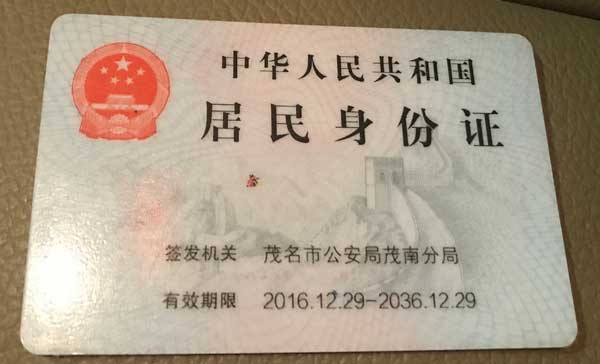 中华人民共和国
居民身份证
签发机关 茂名市公安局茂南分局
有效期限 2016.12.29-2036.12.29